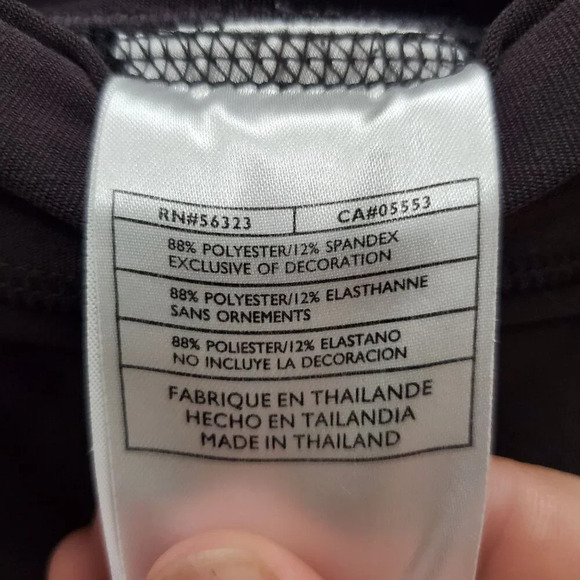 RN#56323 CA#05553
88% POLYESTER/12% SPANDEX
EXCLUSIVE OF DECORATION
88% POLYESTER/12% ELASTHANNE
SANS ORNEMENTS
88% POLIESTER/12% ELASTANO
NO INCLUYE LA DECORACION
FABRIQUE EN THAILANDE
HECHO EN TAILANDIA
MADE IN THAILAND